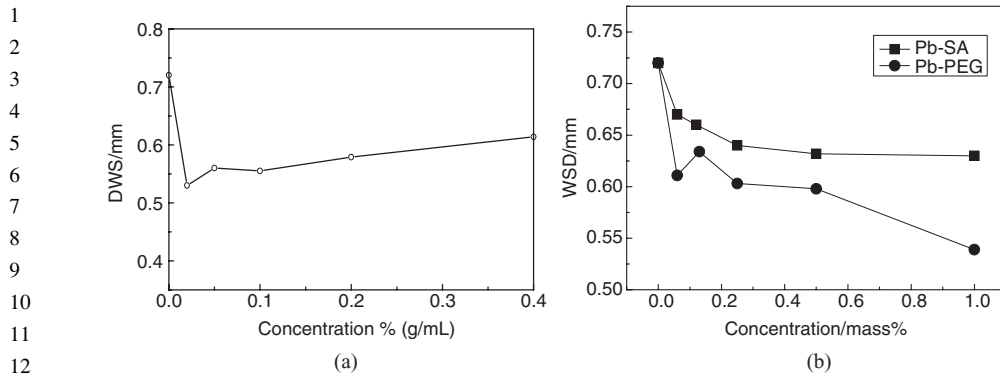 1
2
3
4
5
6
7
8
9
10
11
12
0.8
0.7
0.6
0.5
0.4
DWS/mm
0.0 0.1 0.2 0.3 0.4
Concentration % (g/mL)
(a)
0.75
0.70
0.65
0.60
0.55
0.50
WSD/mm
Pb-SA
Pb-PEG
0.0 0.2 0.4 0.6 0.8 1.0
Concentration/mass%
(b)